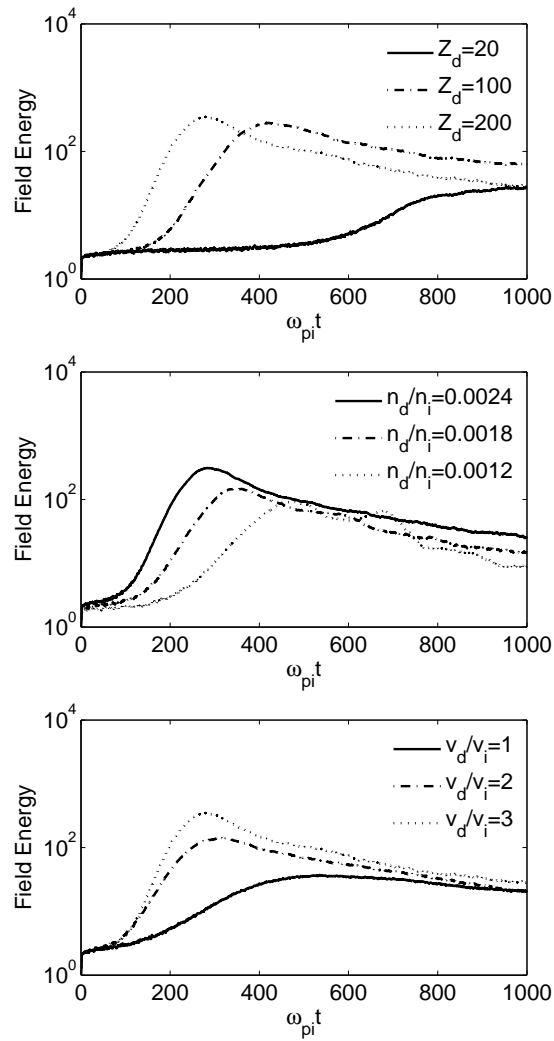 10^4
Z_d=20
Z_d=100
Z_d=200
10^2
Field Energy
10^0
0 200 400 600 800 1000
ω_pi t
10^4
n_d/n_i=0.0024
n_d/n_i=0.0018
n_d/n_i=0.0012
10^2
Field Energy
10^0
0 200 400 600 800 1000
ω_pi t
10^4
v_d/v_i=1
v_d/v_i=2
v_d/v_i=3
10^2
Field Energy
10^0
0 200 400 600 800 1000
ω_pi t